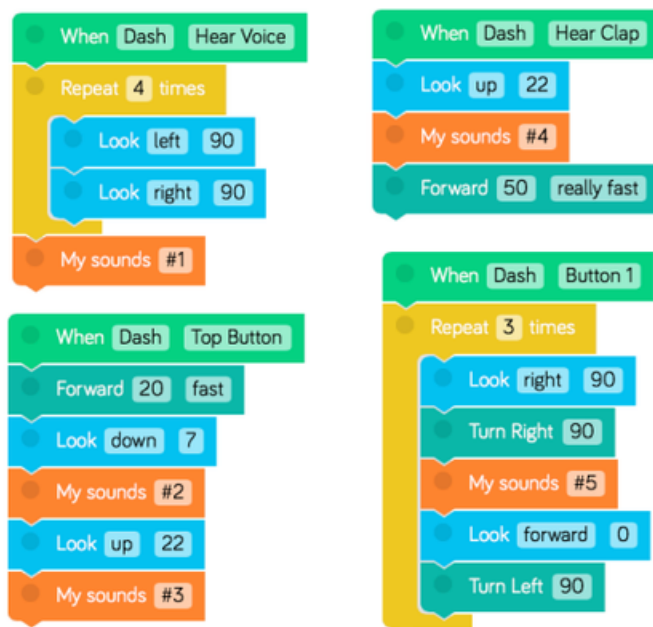 When Dash Hear Voice
Repeat 4 times
Look left 90
Look right 90
My sounds #1
When Dash Top Button
Forward 20 fast
Look down 7
My sounds #2
Look up 22
My sounds #3
When Dash Hear Clap
Look up 22
My sounds #4
Forward 50 really fast
When Dash Button 1
Repeat 3 times
Look right 90
Turn Right 90
My sounds #5
Look forward 0
Turn Left 90